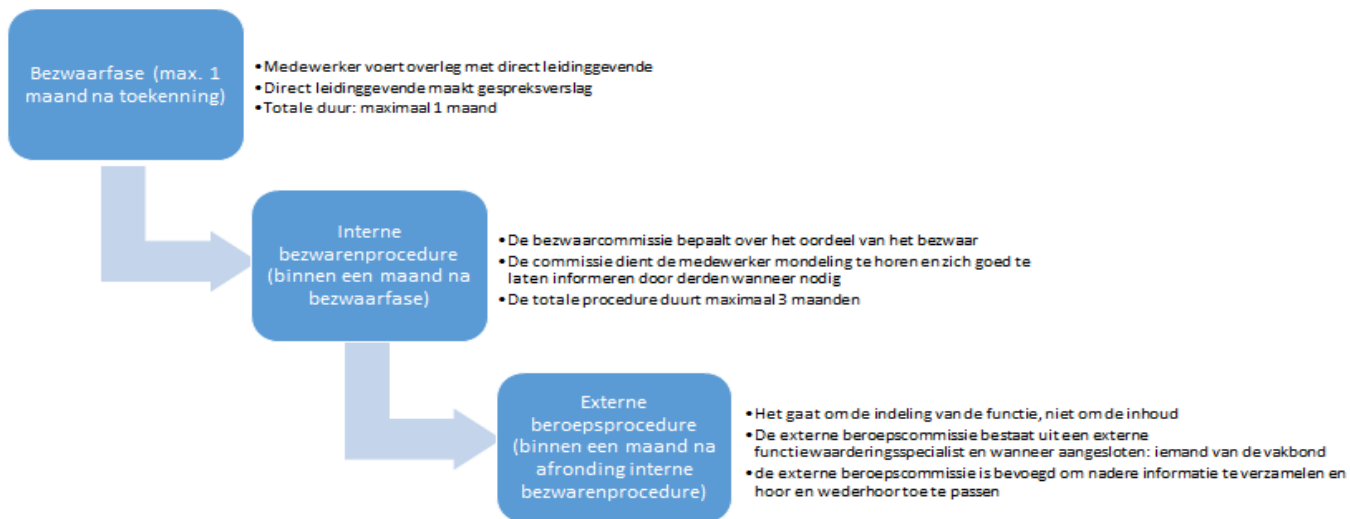 Bezwaarfase (max. 1
maand na toekenning)
•Medewerker voert overleg met direct leidinggevende
•Direct leidinggevende maakt gespreksverslag
•Totale duur: maximaal 1 maand
Interne
bezwarenprocedure
(binnen een maand na
bezwaarfase)
•De bezwaarcommissie bepaalt over het oordeel van het bezwaar
•De commissie dient de medewerker mondeling te horen en zich goed te
laten informeren door derden wanneer nodig
•De totale procedure duurt maximaal 3 maanden
Externe
beroepsprocedure
(binnen een maand na
afronding interne
bezwarenprocedure)
•Het gaat om de indeling van de functie, niet om de inhoud
•De externe beroepscommissie bestaat uit een externe
functiewaarderingsspecialist en wanneer aangesloten: iemand van de vakbond
•de externe beroepscommissie is bevoegd om nadere informatie te verzamelen en
hoor en wederhoor toe te passen